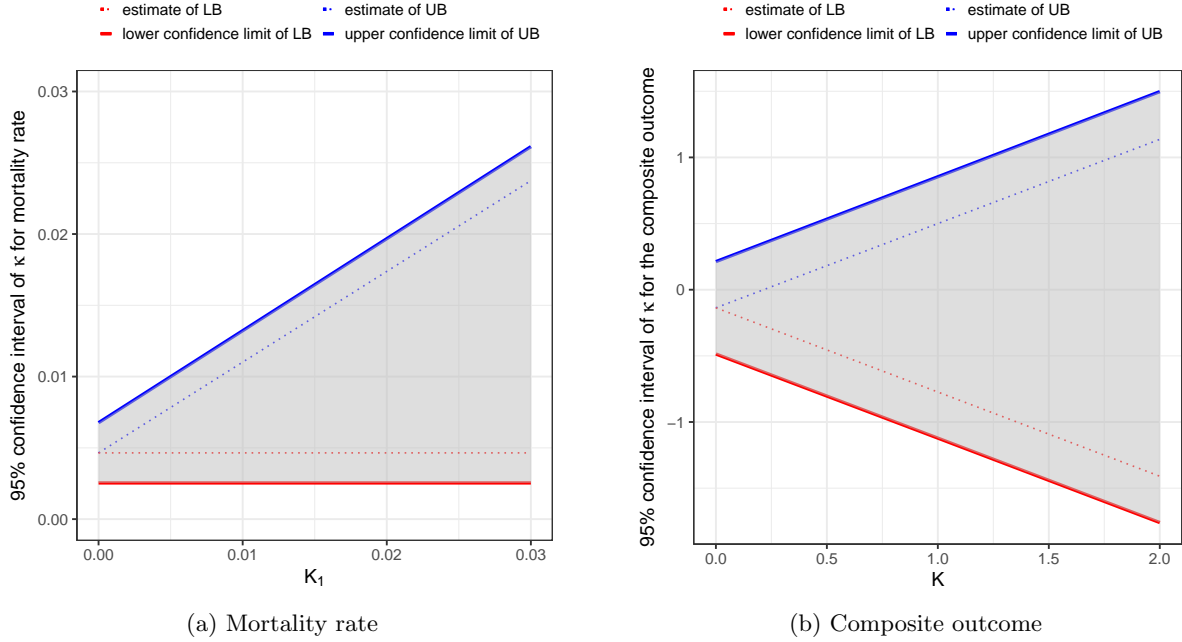 estimate of LB estimate of UB
lower confidence limit of LB upper confidence limit of UB
95% confidence interval of κ for mortality rate
0.03
0.02
0.01
0.00
0.00 0.01 0.02 0.03
K1
(a) Mortality rate
estimate of LB estimate of UB
lower confidence limit of LB upper confidence limit of UB
95% confidence interval of κ for the composite outcome
1
0
−1
0.0 0.5 1.0 1.5 2.0
K
(b) Composite outcome